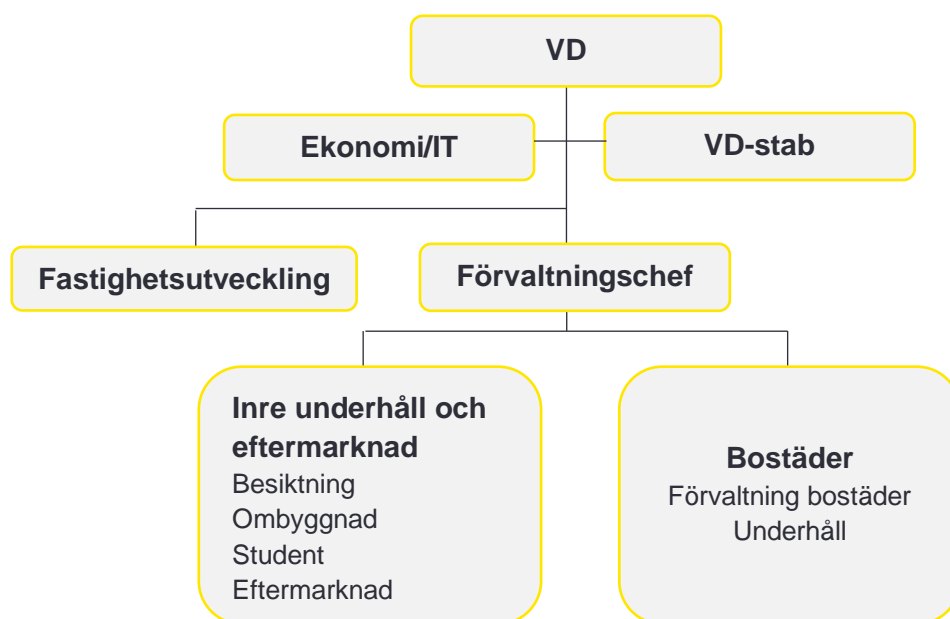 VD
Ekonomi/IT
VD-stab
Fastighetsutveckling
Förvaltningschef
Inre underhåll och
eftermarknad
Besiktning
Ombyggnad
Student
Eftermarknad
Bostäder
Förvaltning bostäder
Underhåll